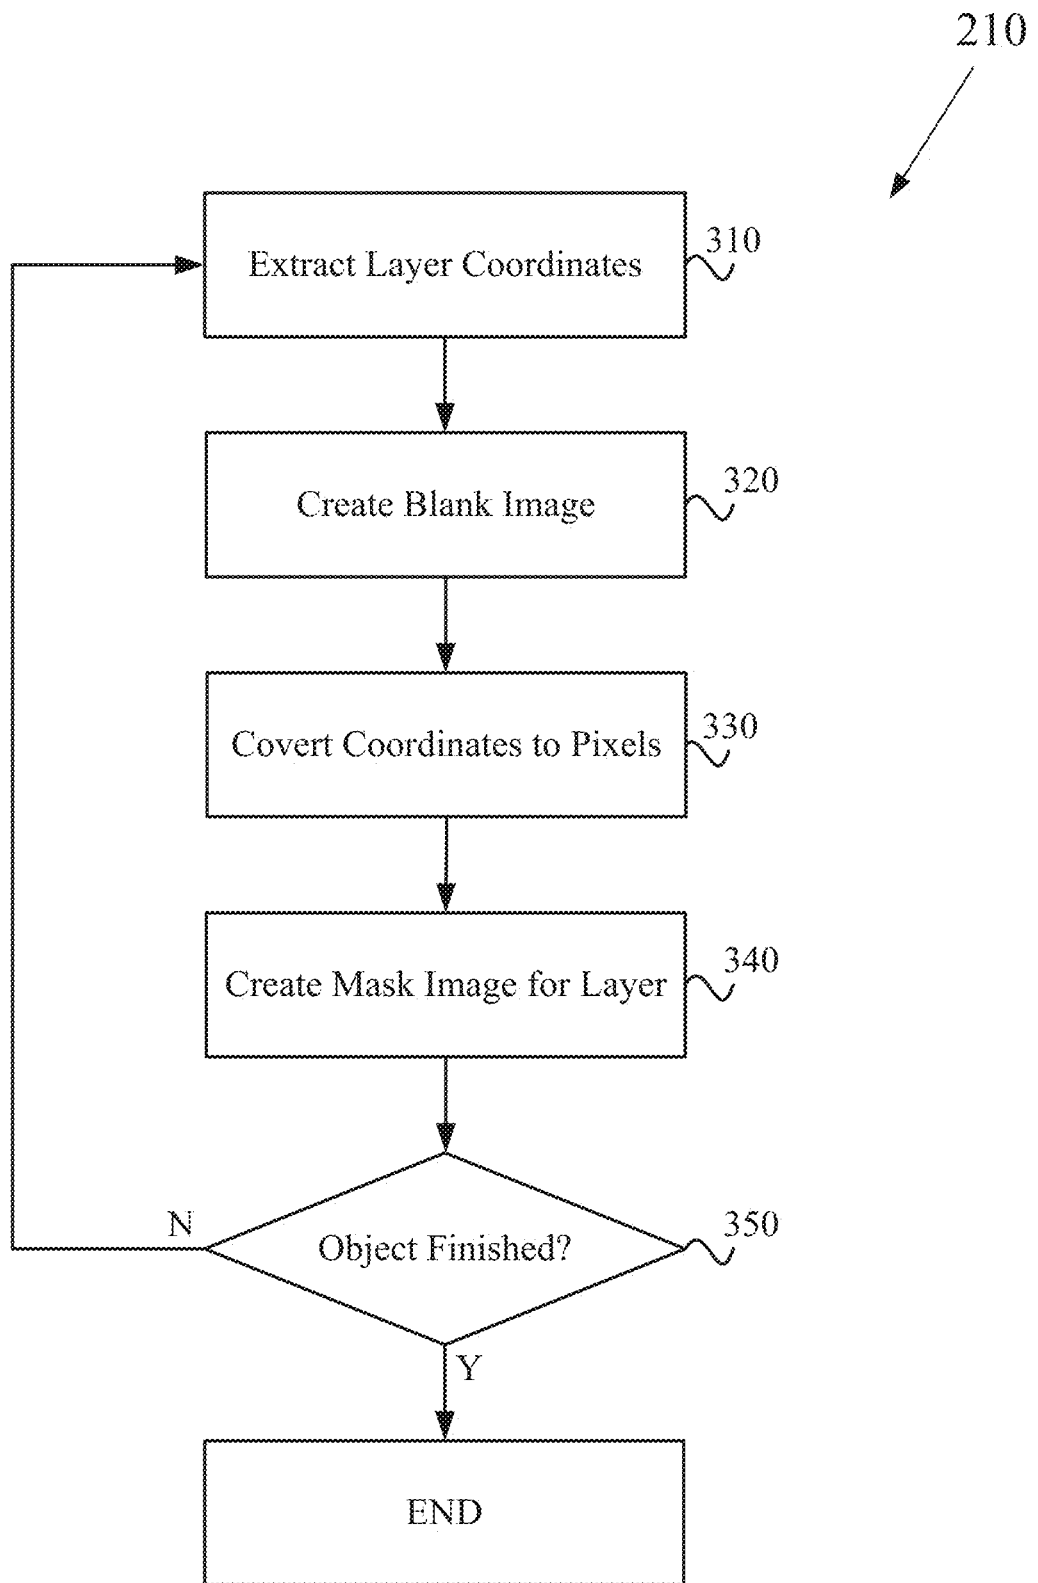 210
Extract Layer Coordinates
310
Create Blank Image
320
Covert Coordinates to Pixels
330
Create Mask Image for Layer
340
N
Object Finished?
350
Y
END